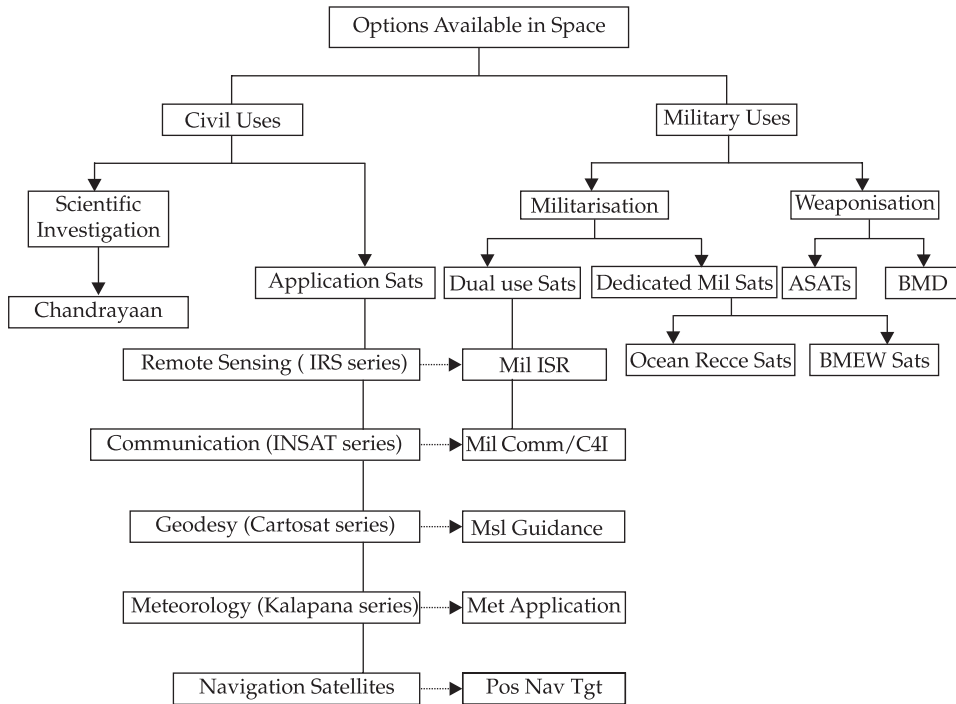 Options Available in Space
Civil Uses
Military Uses
Scientific
Investigation
Militarisation
Weaponisation
Chandrayaan
Application Sats
Dual use Sats
Dedicated Mil Sats
ASATs
BMD
Ocean Recce Sats
BMEW Sats
Remote Sensing ( IRS series)
Mil ISR
Communication (INSAT series)
Mil Comm/C4I
Geodesy (Cartosat series)
Msl Guidance
Meteorology (Kalapana series)
Met Application
Navigation Satellites
Pos Nav Tgt